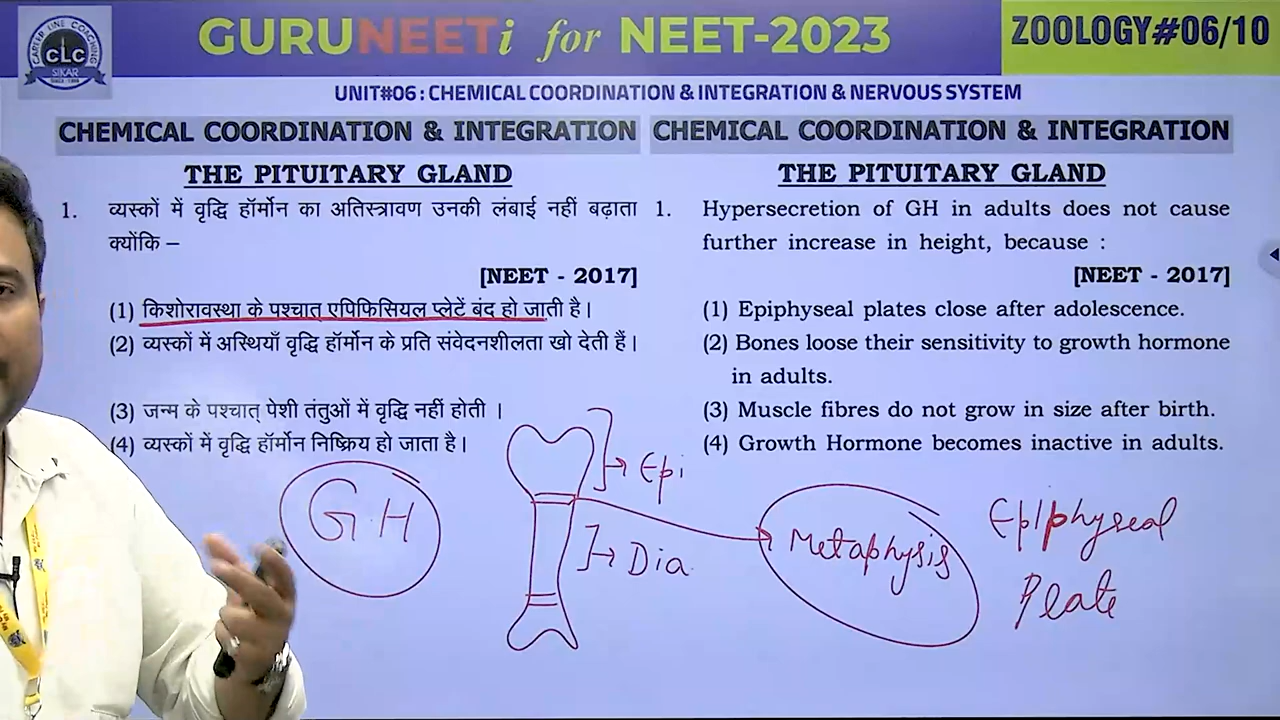 CAREER LINE COACHING
CLC
SIKAR
GURUNEETi for NEET-2023
ZOOLOGY#06/10
UNIT#06 : CHEMICAL COORDINATION & INTEGRATION & NERVOUS SYSTEM
CHEMICAL COORDINATION & INTEGRATION
THE PITUITARY GLAND
1. व्यस्कों में वृद्धि हॉर्मोन का अतिस्त्रावण उनकी लंबाई नहीं बढ़ाता
क्योंकि –
[NEET - 2017]
(1) किशोरावस्था के पश्चात् एपिफिसियल प्लेटें बंद हो जाती है।
(2) व्यस्कों में अस्थियाँ वृद्धि हॉर्मोन के प्रति संवेदनशीलता खो देती हैं।
(3) जन्म के पश्चात् पेशी तंतुओं में वृद्धि नहीं होती ।
(4) व्यस्कों में वृद्धि हॉर्मोन निष्क्रिय हो जाता है।
CHEMICAL COORDINATION & INTEGRATION
THE PITUITARY GLAND
1. Hypersecretion of GH in adults does not cause
further increase in height, because :
[NEET - 2017]
(1) Epiphyseal plates close after adolescence.
(2) Bones loose their sensitivity to growth hormone
in adults.
(3) Muscle fibres do not grow in size after birth.
(4) Growth Hormone becomes inactive in adults.
G.H
Epi
Dia
Metaphysis
Epiphyseal
Plate